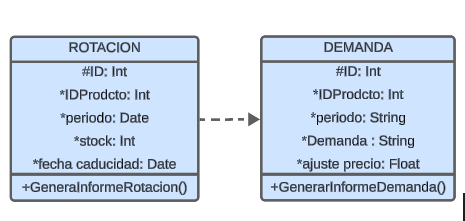 ROTACION
#ID: Int
*IDProdcto: Int
*periodo: Date
*stock: Int
*fecha caducidad: Date
+GeneraInformeRotacion()
DEMANDA
#ID: Int
*IDProdcto: Int
*periodo: String
*Demanda : String
*ajuste precio: Float
+GenerarInformeDemanda()